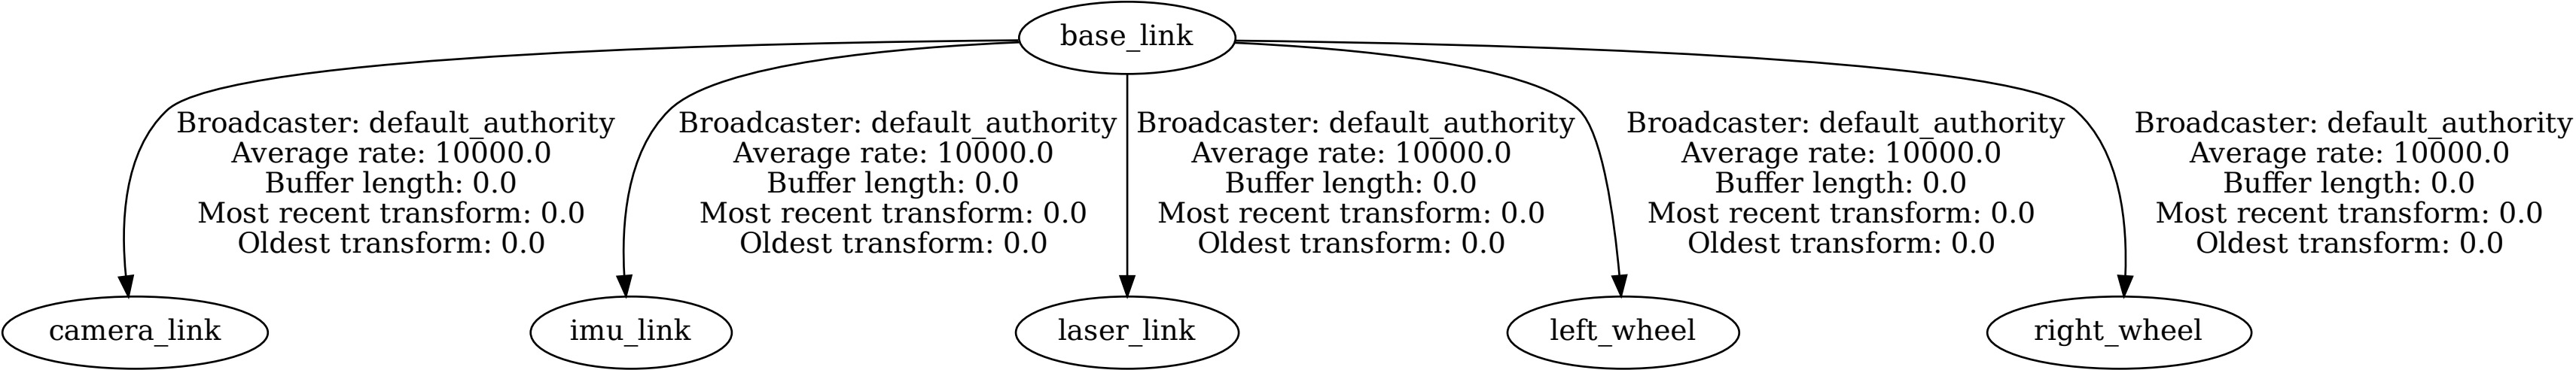 base_link
Broadcaster: default_authority
Average rate: 10000.0
Buffer length: 0.0
Most recent transform: 0.0
Oldest transform: 0.0
Broadcaster: default_authority
Average rate: 10000.0
Buffer length: 0.0
Most recent transform: 0.0
Oldest transform: 0.0
Broadcaster: default_authority
Average rate: 10000.0
Buffer length: 0.0
Most recent transform: 0.0
Oldest transform: 0.0
Broadcaster: default_authority
Average rate: 10000.0
Buffer length: 0.0
Most recent transform: 0.0
Oldest transform: 0.0
Broadcaster: default_authority
Average rate: 10000.0
Buffer length: 0.0
Most recent transform: 0.0
Oldest transform: 0.0
camera_link
imu_link
laser_link
left_wheel
right_wheel